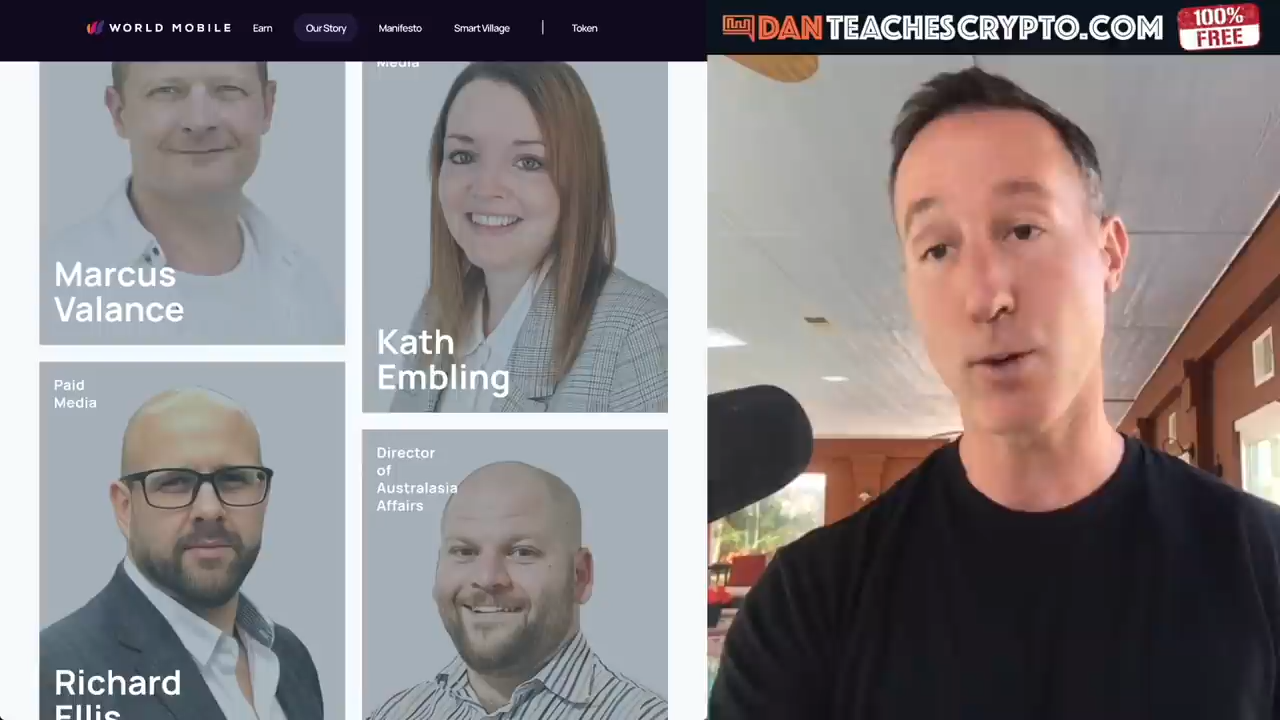 WORLD MOBILE
Earn
Our Story
Manifesto
Smart Village
Token
Media
Marcus
Valance
Kath
Embling
Paid
Media
Richard
Ellis
Director
of
Australasia
Affairs
DANTEACHESCRYPTO.COM
100%
FREE